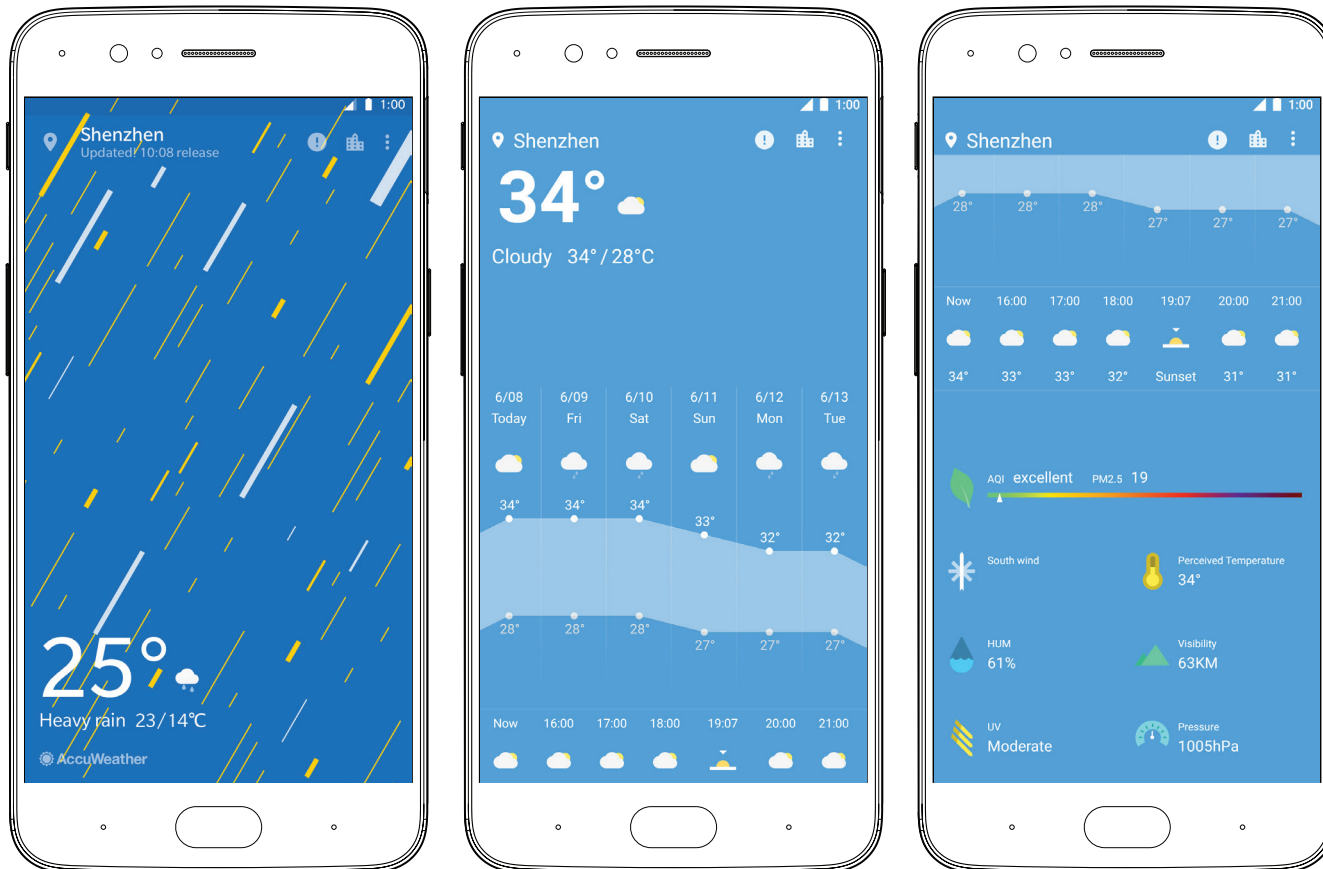 1:00
Shenzhen
Updated! 10:08 release
25°
Heavy rain 23/14℃
AccuWeather
1:00
Shenzhen
34°
Cloudy 34°/28°C
6/08 6/09 6/10 6/11 6/12 6/13
Today Fri Sat Sun Mon Tue
34° 34° 34° 33° 32° 32°
28° 28° 28° 27° 27° 27°
Now 16:00 17:00 18:00 19:07 20:00 21:00
1:00
Shenzhen
28° 28° 28° 27° 27° 27°
Now 16:00 17:00 18:00 19:07 20:00 21:00
34° 33° 33° 32° Sunset 31° 31°
AQI excellent PM2.5 19
South wind
Perceived Temperature
34°
HUM
61%
Visibility
63KM
UV
Moderate
Pressure
1005hPa